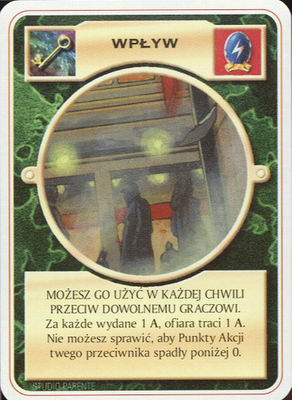 WPŁYW
MOŻESZ GO UŻYĆ W KAŻDEJ CHWILI
PRZECIW DOWOLNEMU GRACZOWI.
Za każde wydane 1 A, ofiara traci 1 A.
Nie możesz sprawić, aby Punkty Akcji
twego przeciwnika spadły poniżej 0.
STUDIO PARENTE